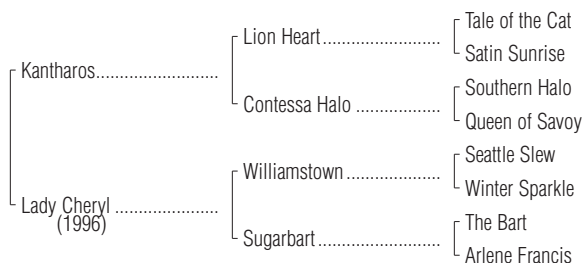 Tale of the Cat
Lion Heart
Satin Sunrise
Kantharos
Southern Halo
Contessa Halo
Queen of Savoy
Seattle Slew
Williamstown
Winter Sparkle
Lady Cheryl
(1996)
The Bart
Sugarbart
Arlene Francis